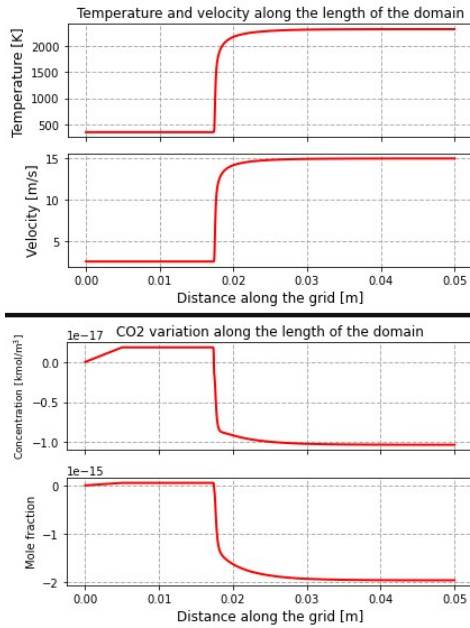 Temperature and velocity along the length of the domain
Temperature [K]
2000
1500
1000
500
Velocity [m/s]
15
10
5
0.00 0.01 0.02 0.03 0.04 0.05
Distance along the grid [m]
CO2 variation along the length of the domain
1e-17
Concentration [kmol/m³]
0.0
−0.5
−1.0
1e-15
Mole fraction
0
−1
−2
0.00 0.01 0.02 0.03 0.04 0.05
Distance along the grid [m]